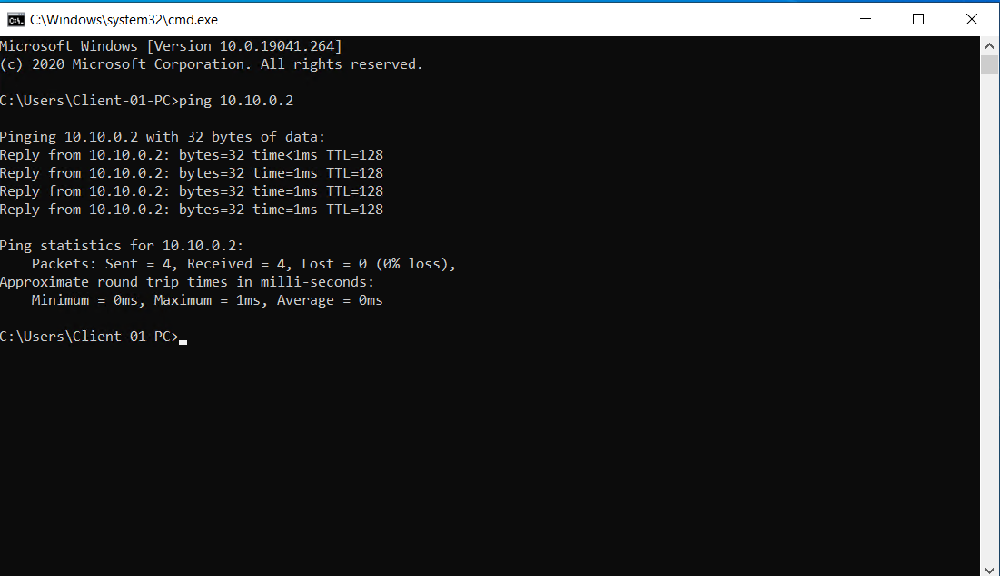 C:\Windows\system32\cmd.exe
Microsoft Windows [Version 10.0.19041.264]
(c) 2020 Microsoft Corporation. All rights reserved.
C:\Users\Client-01-PC>ping 10.10.0.2
Pinging 10.10.0.2 with 32 bytes of data:
Reply from 10.10.0.2: bytes=32 time<1ms TTL=128
Reply from 10.10.0.2: bytes=32 time=1ms TTL=128
Reply from 10.10.0.2: bytes=32 time=1ms TTL=128
Reply from 10.10.0.2: bytes=32 time=1ms TTL=128
Ping statistics for 10.10.0.2:
    Packets: Sent = 4, Received = 4, Lost = 0 (0% loss),
Approximate round trip times in milli-seconds:
    Minimum = 0ms, Maximum = 1ms, Average = 0ms
C:\Users\Client-01-PC>